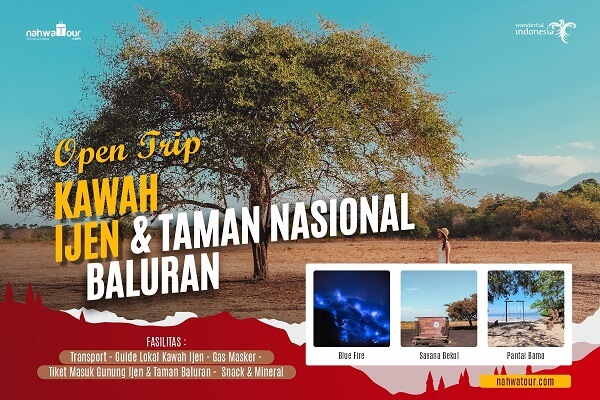 nahwaTour
.com
wonderful
indonesia
Open Trip
KAWAH
IJEN & TAMAN NASIONAL
BALURAN
FASILITAS :
Transport - Guide Lokal Kawah Ijen - Gas Masker -
Tiket Masuk Gunung Ijen & Taman Baluran - Snack & Mineral
Blue Fire
Savana Bekol
Pantai Bama
nahwatour.com